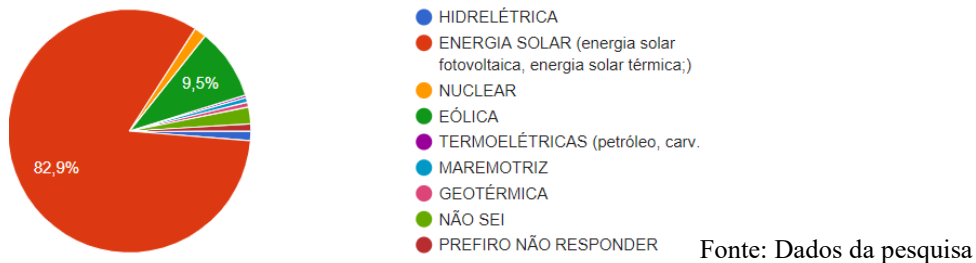 9,5%
82,9%
HIDRELÉTRICA
ENERGIA SOLAR (energia solar
fotovoltaica, energia solar térmica;)
NUCLEAR
EÓLICA
TERMOELÉTRICAS (petróleo, carv.
MAREMOTRIZ
GEOTÉRMICA
NÃO SEI
PREFIRO NÃO RESPONDER
Fonte: Dados da pesquisa